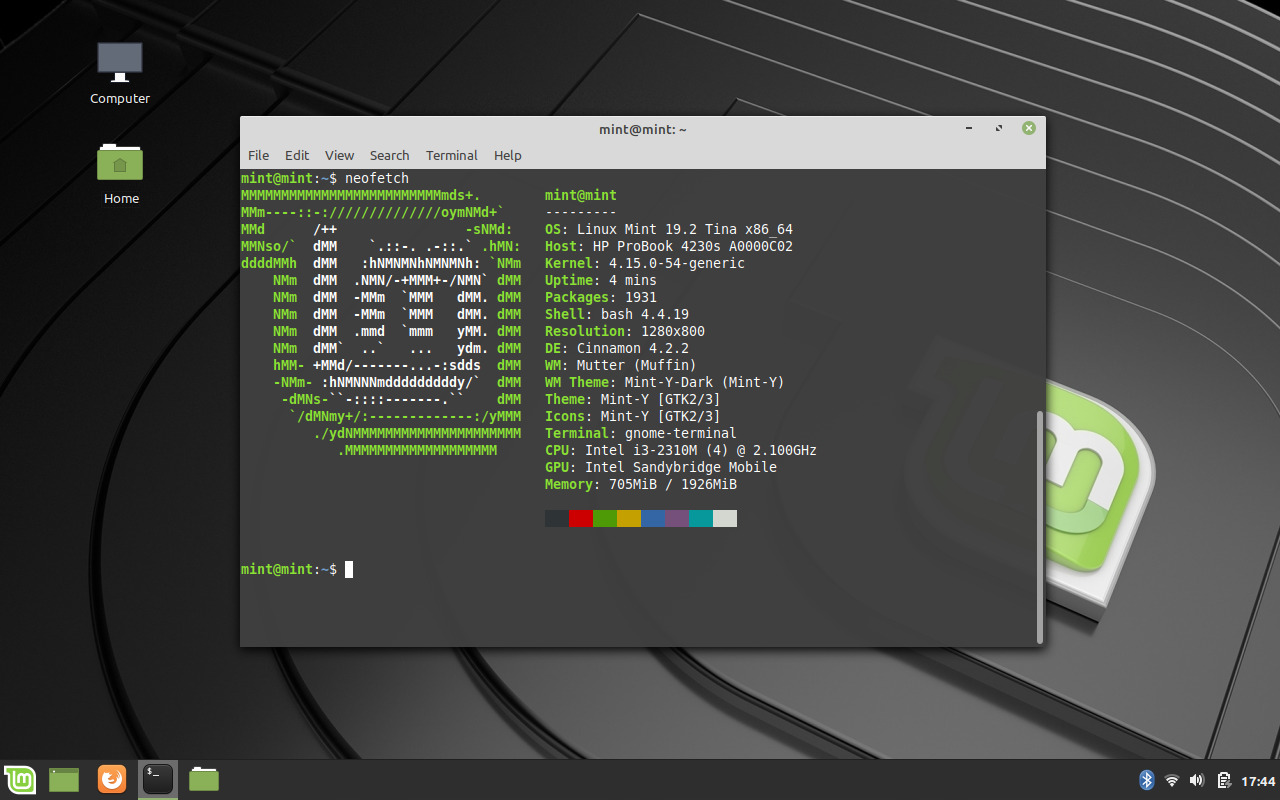 Computer
Home
mint@mint: ~
File Edit View Search Terminal Help
mint@mint:~$ neofetch
MMMMMMMMMMMMMMMMMMMMMMMMMmds+. mint@mint
MMm----::-://////////////oymNMd+` ---------
MMd /++ -sNMd: OS: Linux Mint 19.2 Tina x86_64
MMNso/` dMM `.::-. .-::.` .hMN: Host: HP ProBook 4230s A0000C02
ddddMMh dMM :hNMNMNhNMNMNh: `NMm Kernel: 4.15.0-54-generic
NMm dMM .NMN/-+MMM+-/NMN` dMM Uptime: 4 mins
NMm dMM -MMm `MMM dMM. dMM Packages: 1931
NMm dMM -MMm `MMM dMM. dMM Shell: bash 4.4.19
NMm dMM .mmd `mmm yMM. dMM Resolution: 1280x800
NMm dMM` ..` ... ydm. dMM DE: Cinnamon 4.2.2
hMM- +MMd/-------...-:sdds dMM WM: Mutter (Muffin)
-NMm- :hNMNNNmdddddddddy/` dMM WM Theme: Mint-Y-Dark (Mint-Y)
-dMNs-``-::::-------.`` dMM Theme: Mint-Y [GTK2/3]
`/dMNmy+/:-------------:/yMMM Icons: Mint-Y [GTK2/3]
./ydNMMMMMMMMMMMMMMMMMMMMM Terminal: gnome-terminal
.MMMMMMMMMMMMMMMMMMM CPU: Intel i3-2310M (4) @ 2.100GHz
GPU: Intel Sandybridge Mobile
Memory: 705MiB / 1926MiB
mint@mint:~$
17:44